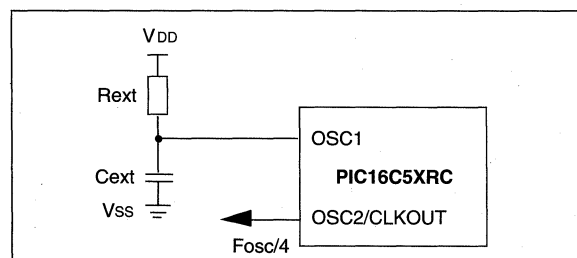 VDD
Rext
OSC1
PIC16C5XRC
Cext
VSS
OSC2/CLKOUT
Fosc/4